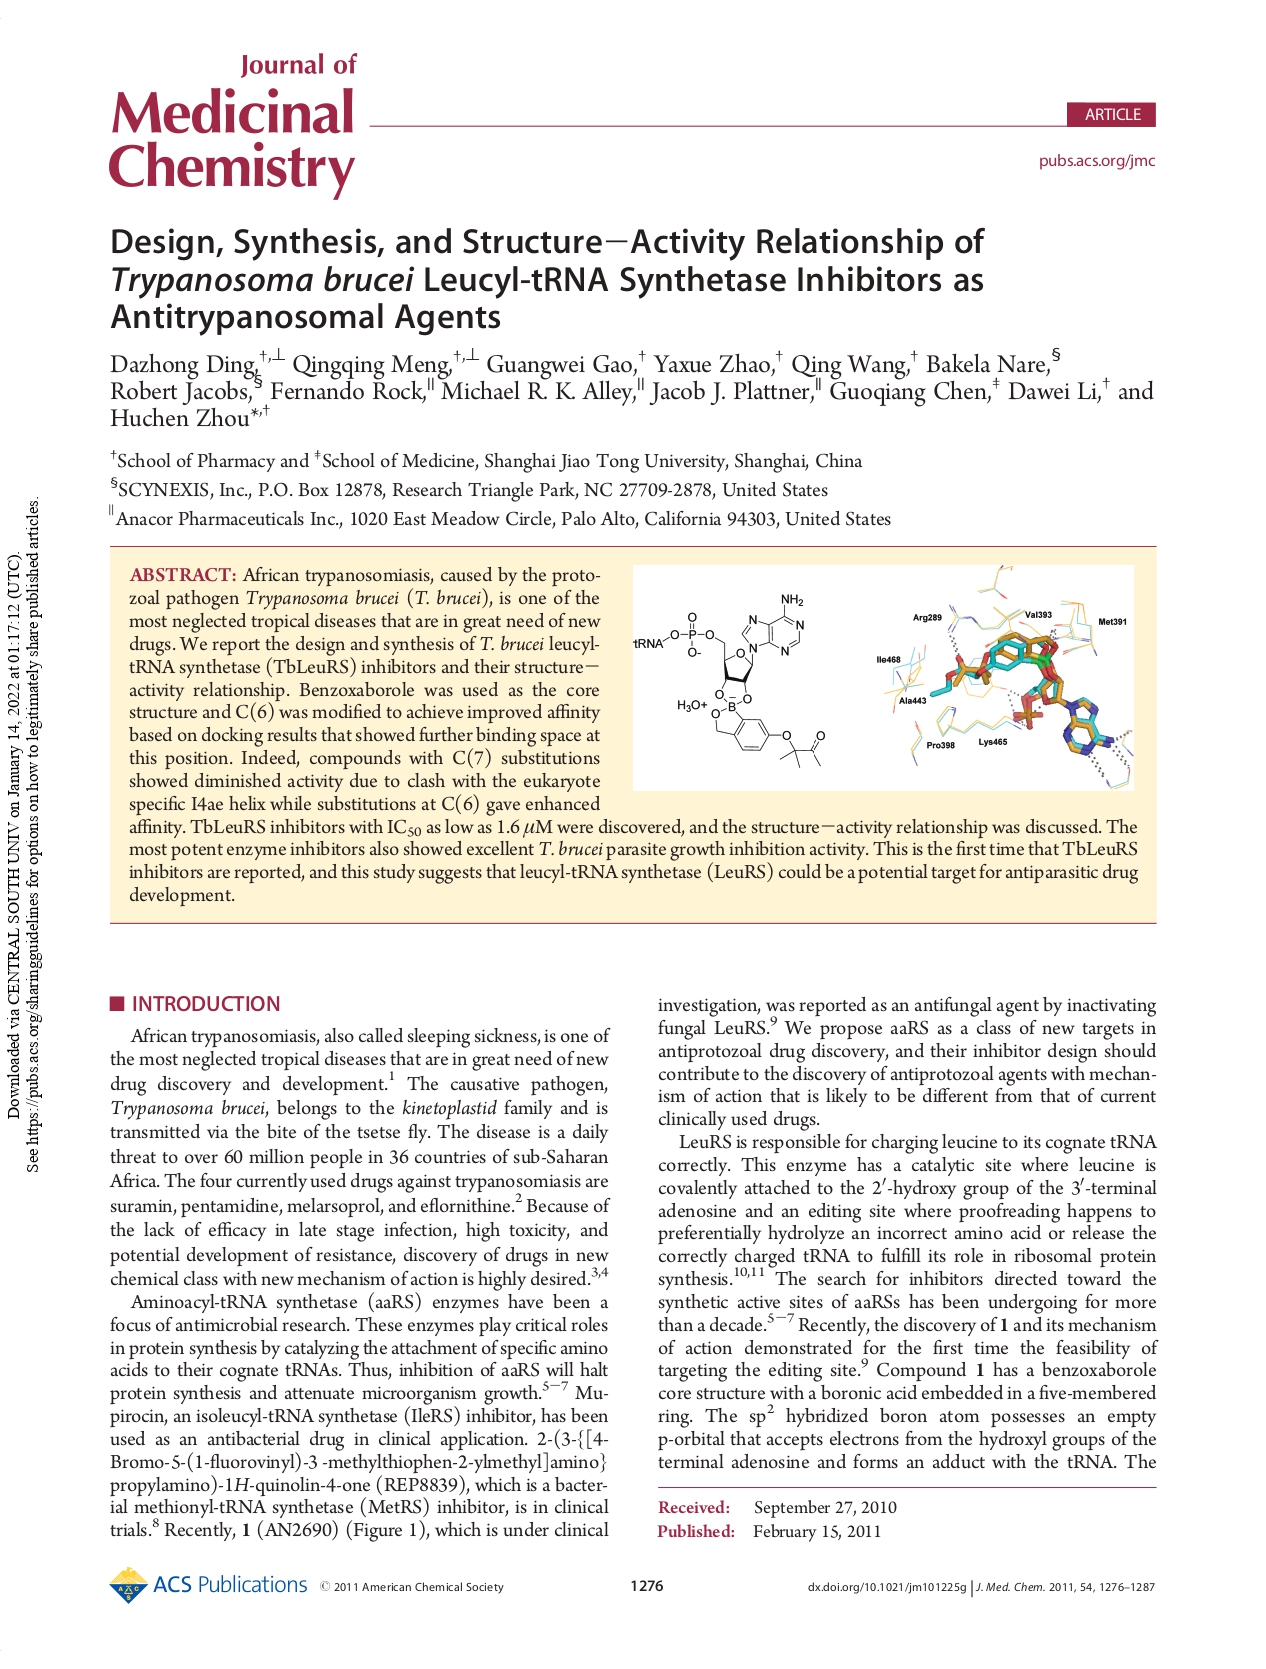 Journal of
Medicinal
Chemistry
ARTICLE
pubs.acs.org/jmc
Design, Synthesis, and Structure−Activity Relationship of
Trypanosoma brucei Leucyl-tRNA Synthetase Inhibitors as
Antitrypanosomal Agents
Dazhong Ding,†,⊥ Qingqing Meng,†,⊥ Guangwei Gao,† Yaxue Zhao,† Qing Wang,† Bakela Nare,§
Robert Jacobs,§ Fernando Rock,∥ Michael R. K. Alley,∥ Jacob J. Plattner,∥ Guoqiang Chen,‡ Dawei Li,† and
Huchen Zhou*,†
†School of Pharmacy and ‡School of Medicine, Shanghai Jiao Tong University, Shanghai, China
§SCYNEXIS, Inc., P.O. Box 12878, Research Triangle Park, NC 27709-2878, United States
∥Anacor Pharmaceuticals Inc., 1020 East Meadow Circle, Palo Alto, California 94303, United States
ABSTRACT: African trypanosomiasis, caused by the proto-
zoal pathogen Trypanosoma brucei (T. brucei), is one of the
most neglected tropical diseases that are in great need of new
drugs. We report the design and synthesis of T. brucei leucyl-
tRNA synthetase (TbLeuRS) inhibitors and their structure−
activity relationship. Benzoxaborole was used as the core
structure and C(6) was modified to achieve improved affinity
based on docking results that showed further binding space at
this position. Indeed, compounds with C(7) substitutions
showed diminished activity due to clash with the eukaryote
specific I4ae helix while substitutions at C(6) gave enhanced
affinity. TbLeuRS inhibitors with IC50 as low as 1.6 μM were discovered, and the structure−activity relationship was discussed. The
most potent enzyme inhibitors also showed excellent T. brucei parasite growth inhibition activity. This is the first time that TbLeuRS
inhibitors are reported, and this study suggests that leucyl-tRNA synthetase (LeuRS) could be a potential target for antiparasitic drug
development.
NH2
N
N
N
N
O
tRNA
O
P
O
O-
O
O
O
B
−
H3O+
O
O
O
Arg289
Val393
Met391
Ile468
Ala443
Pro398
Lys465
■ INTRODUCTION
African trypanosomiasis, also called sleeping sickness, is one of
the most neglected tropical diseases that are in great need of new
drug discovery and development.1 The causative pathogen,
Trypanosoma brucei, belongs to the kinetoplastid family and is
transmitted via the bite of the tsetse fly. The disease is a daily
threat to over 60 million people in 36 countries of sub-Saharan
Africa. The four currently used drugs against trypanosomiasis are
suramin, pentamidine, melarsoprol, and eflornithine.2 Because of
the lack of efficacy in late stage infection, high toxicity, and
potential development of resistance, discovery of drugs in new
chemical class with new mechanism of action is highly desired.3,4
Aminoacyl-tRNA synthetase (aaRS) enzymes have been a
focus of antimicrobial research. These enzymes play critical roles
in protein synthesis by catalyzing the attachment of specific amino
acids to their cognate tRNAs. Thus, inhibition of aaRS will halt
protein synthesis and attenuate microorganism growth.5−7 Mu-
pirocin, an isoleucyl-tRNA synthetase (IleRS) inhibitor, has been
used as an antibacterial drug in clinical application. 2-(3-{[4-
Bromo-5-(1-fluorovinyl)-3 -methylthiophen-2-ylmethyl]amino}
propylamino)-1H-quinolin-4-one (REP8839), which is a bacter-
ial methionyl-tRNA synthetase (MetRS) inhibitor, is in clinical
trials.8 Recently, 1 (AN2690) (Figure 1), which is under clinical
investigation, was reported as an antifungal agent by inactivating
fungal LeuRS.9 We propose aaRS as a class of new targets in
antiprotozoal drug discovery, and their inhibitor design should
contribute to the discovery of antiprotozoal agents with mechan-
ism of action that is likely to be different from that of current
clinically used drugs.
LeuRS is responsible for charging leucine to its cognate tRNA
correctly. This enzyme has a catalytic site where leucine is
covalently attached to the 2′-hydroxy group of the 3′-terminal
adenosine and an editing site where proofreading happens to
preferentially hydrolyze an incorrect amino acid or release the
correctly charged tRNA to fulfill its role in ribosomal protein
synthesis.10,11 The search for inhibitors directed toward the
synthetic active sites of aaRSs has been undergoing for more
than a decade.5−7 Recently, the discovery of 1 and its mechanism
of action demonstrated for the first time the feasibility of
targeting the editing site.9 Compound 1 has a benzoxaborole
core structure with a boronic acid embedded in a five-membered
ring. The sp2 hybridized boron atom possesses an empty
p-orbital that accepts electrons from the hydroxyl groups of the
terminal adenosine and forms an adduct with the tRNA. The
Received: September 27, 2010
Published: February 15, 2011
ACS Publications © 2011 American Chemical Society
1276
dx.doi.org/10.1021/jm101225g | J. Med. Chem. 2011, 54, 1276–1287
Downloaded via CENTRAL SOUTH UNIV on January 14, 2022 at 01:17:12 (UTC).
See https://pubs.acs.org/sharingguidelines for options on how to legitimately share published articles.